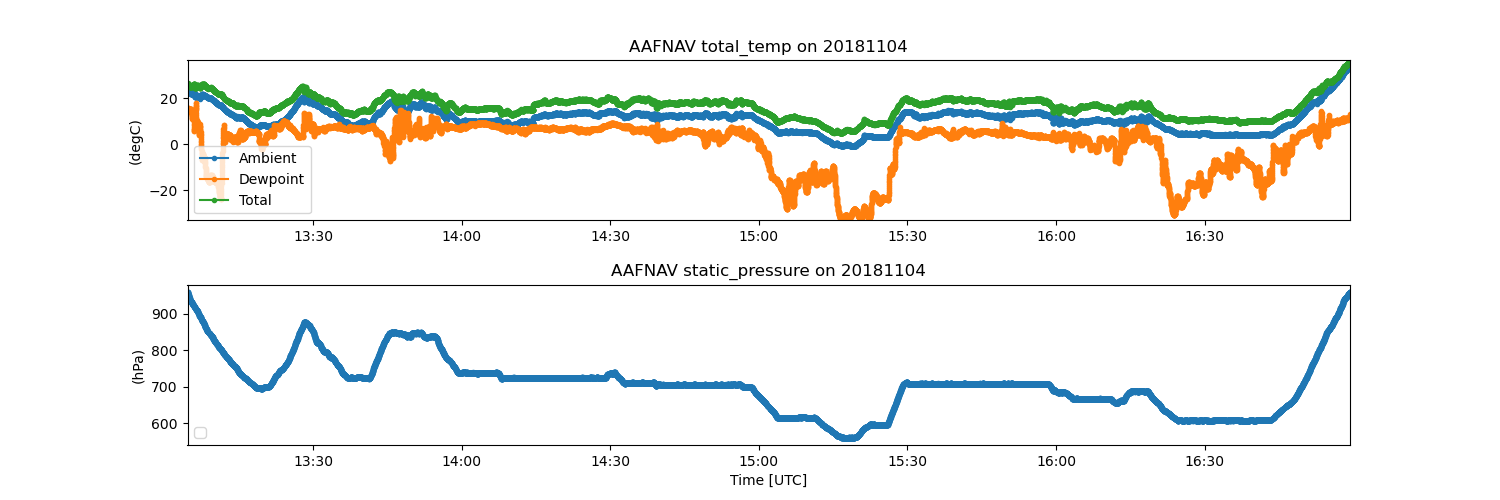 AAFNAV total_temp on 20181104
(degC)
20
0
−20
Ambient
Dewpoint
Total
13:30 14:00 14:30 15:00 15:30 16:00 16:30
AAFNAV static_pressure on 20181104
(hPa)
900
800
700
600
13:30 14:00 14:30 15:00 15:30 16:00 16:30
Time [UTC]